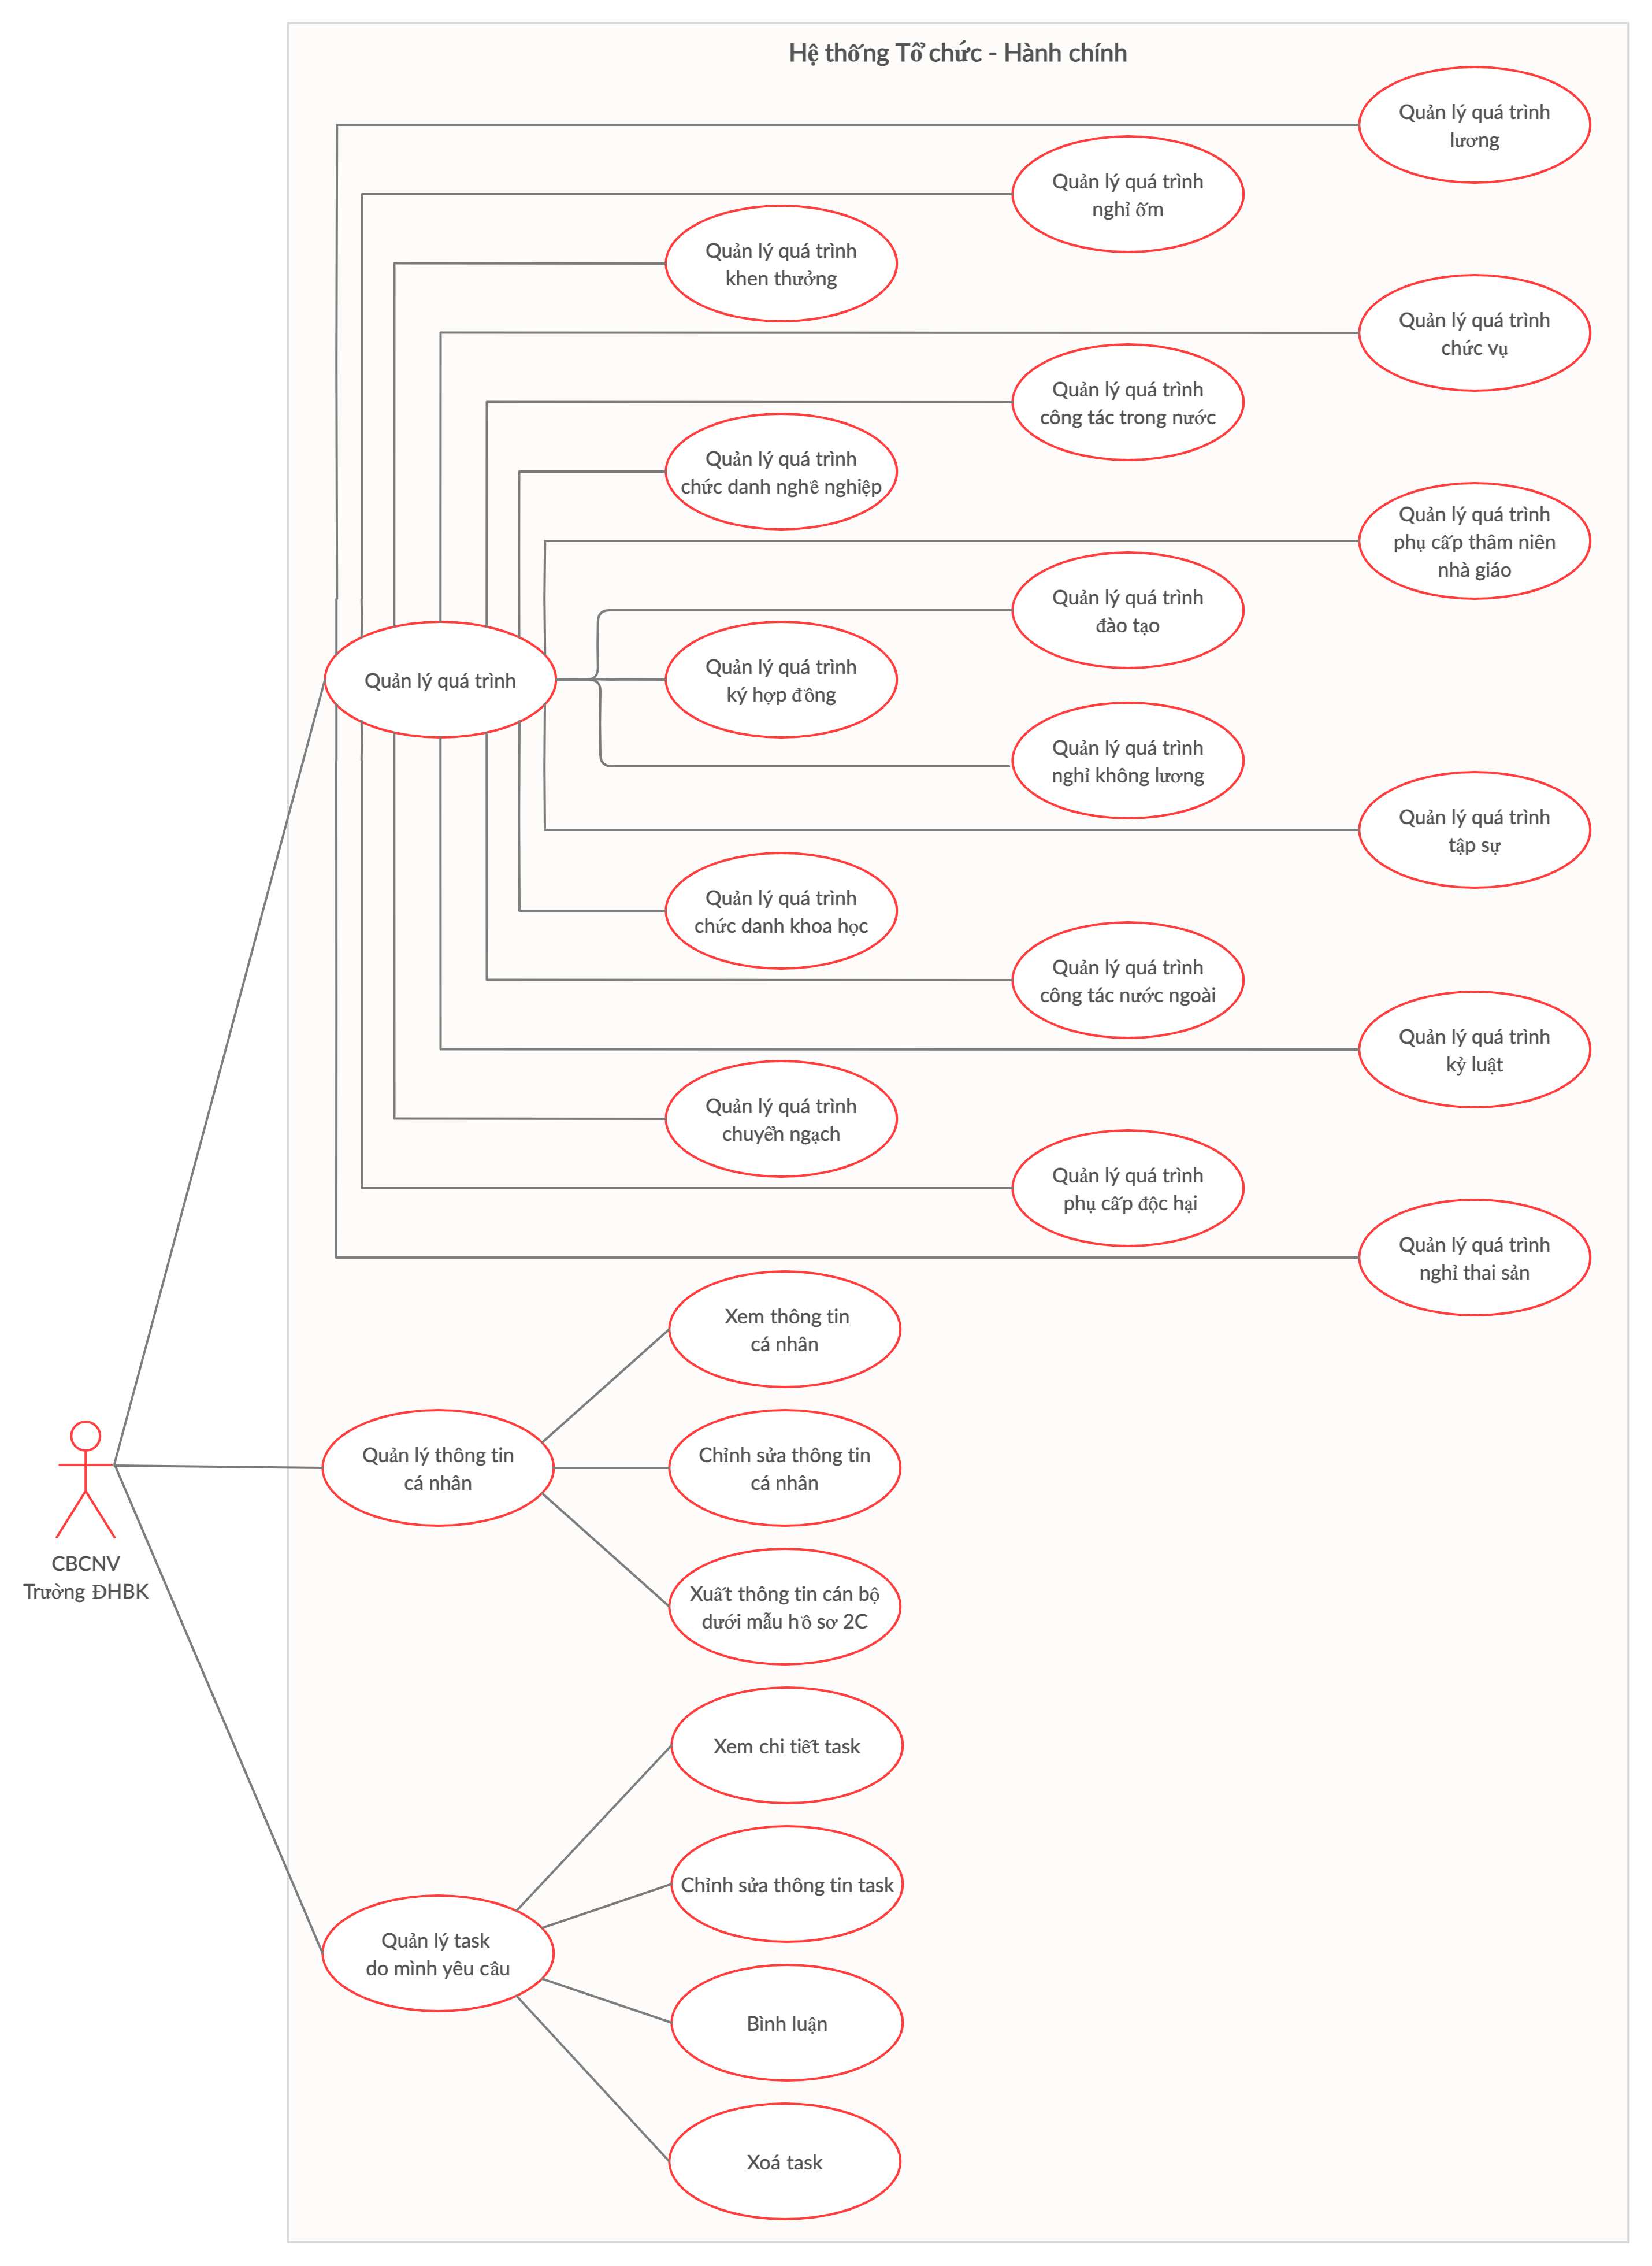 Hệ thống Tổ chức - Hành chính
Quản lý quá trình
lương
Quản lý quá trình
nghỉ ốm
Quản lý quá trình
khen thưởng
Quản lý quá trình
chức vụ
Quản lý quá trình
công tác trong nước
Quản lý quá trình
chức danh nghề nghiệp
Quản lý quá trình
phụ cấp thâm niên
nhà giáo
Quản lý quá trình
đào tạo
Quản lý quá trình
Quản lý quá trình
ký hợp đồng
Quản lý quá trình
nghỉ không lương
Quản lý quá trình
tập sự
Quản lý quá trình
chức danh khoa học
Quản lý quá trình
công tác nước ngoài
Quản lý quá trình
kỷ luật
Quản lý quá trình
chuyển ngạch
Quản lý quá trình
phụ cấp độc hại
Quản lý quá trình
nghỉ thai sản
Xem thông tin
cá nhân
Quản lý thông tin
cá nhân
Chỉnh sửa thông tin
cá nhân
CBCNV
Trường ĐHBK
Xuất thông tin cán bộ
dưới mẫu hồ sơ 2C
Xem chi tiết task
Chỉnh sửa thông tin task
Quản lý task
do mình yêu cầu
Bình luận
Xoá task